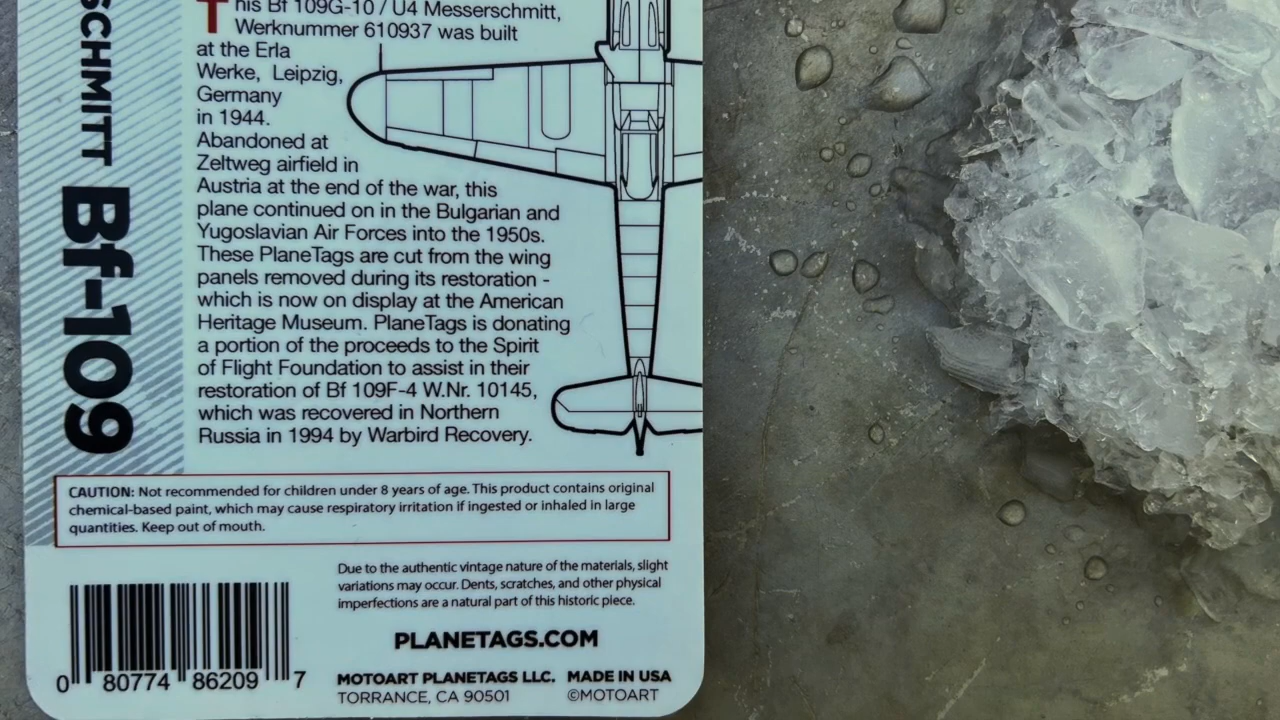 SCHMITT Bf-109
This Bf 109G-10 / U4 Messerschmitt,
Werknummer 610937 was built
at the Erla
Werke, Leipzig,
Germany
in 1944.
Abandoned at
Zeltweg airfield in
Austria at the end of the war, this
plane continued on in the Bulgarian and
Yugoslavian Air Forces into the 1950s.
These PlaneTags are cut from the wing
panels removed during its restoration -
which is now on display at the American
Heritage Museum. PlaneTags is donating
a portion of the proceeds to the Spirit
of Flight Foundation to assist in their
restoration of Bf 109F-4 W.Nr. 10145,
which was recovered in Northern
Russia in 1994 by Warbird Recovery.
CAUTION: Not recommended for children under 8 years of age. This product contains original
chemical-based paint, which may cause respiratory irritation if ingested or inhaled in large
quantities. Keep out of mouth.
Due to the authentic vintage nature of the materials, slight
variations may occur. Dents, scratches, and other physical
imperfections are a natural part of this historic piece.
PLANETAGS.COM
MOTOART PLANETAGS LLC. MADE IN USA
TORRANCE, CA 90501 ©MOTOART
0 80774 86209 7